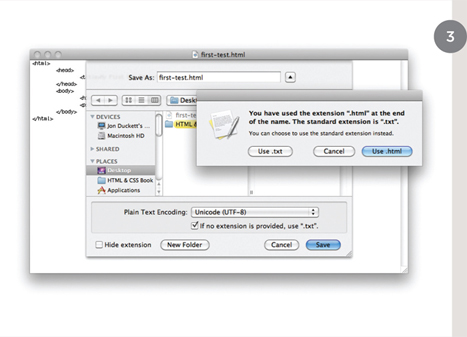 3
first-test.html
<html>
<head>
</head>
<body>
</body>
</html>
Save As: first-test.html
Deskt
DEVICES
Jon Duckett's ...
Macintosh HD
SHARED
PLACES
Desktop
HTML & CSS Book
Applications
first-te
HTML &
You have used the extension ".html" at the end
of the name. The standard extension is ".txt".
You can choose to use the standard extension instead.
Use .txt
Cancel
Use .html
Plain Text Encoding: Unicode (UTF-8)
If no extension is provided, use ".txt".
Hide extension
New Folder
Cancel
Save